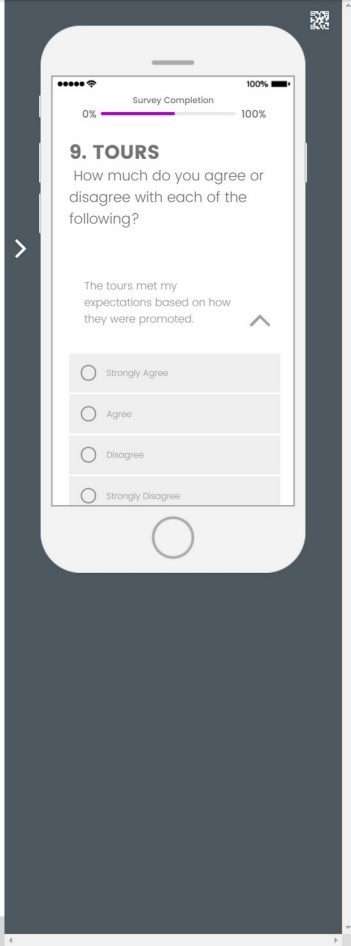 100%
Survey Completion
0% 100%
9. TOURS
How much do you agree or
disagree with each of the
following?
The tours met my
expectations based on how
they were promoted.
Strongly Agree
Agree
Disagree
Strongly Disagree